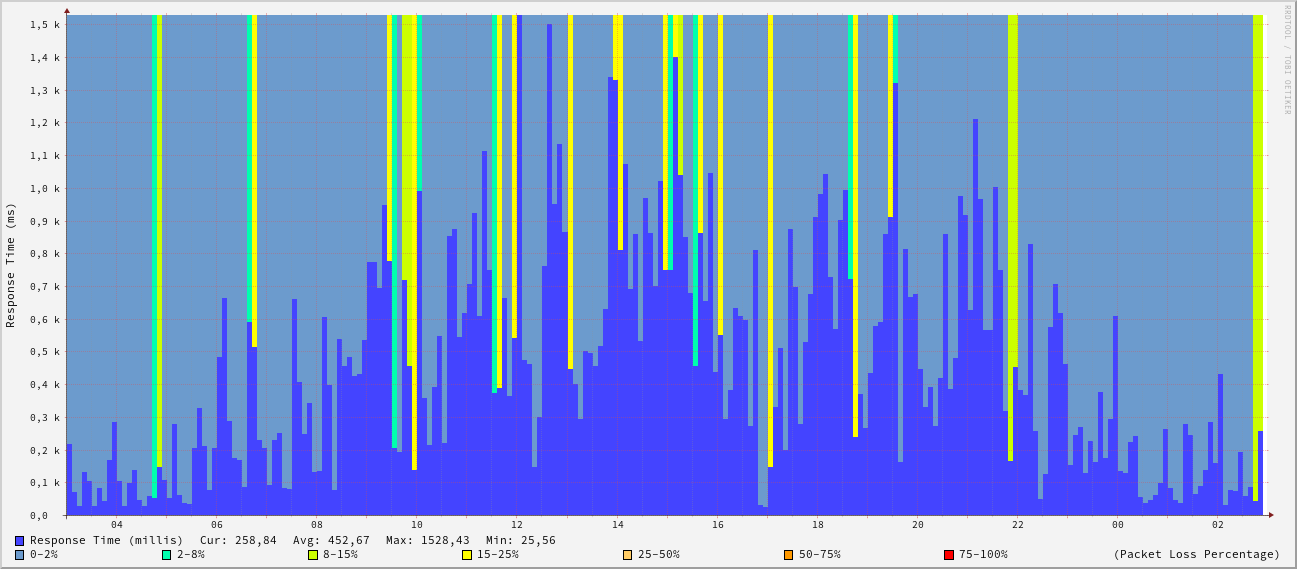 RRDTOOL / TOBI OETIKER
Response Time (ms)
1,5 k
1,4 k
1,3 k
1,2 k
1,1 k
1,0 k
0,9 k
0,8 k
0,7 k
0,6 k
0,5 k
0,4 k
0,3 k
0,2 k
0,1 k
0,0
04 06 08 10 12 14 16 18 20 22 00 02
Response Time (millis) Cur: 258,84 Avg: 452,67 Max: 1528,43 Min: 25,56
0-2% 2-8% 8-15% 15-25% 25-50% 50-75% 75-100% (Packet Loss Percentage)